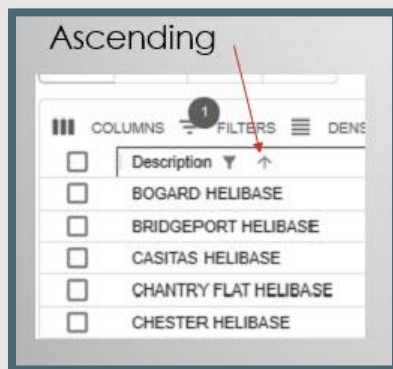 Ascending
1
COLUMNS FILTERS DENS
Description
BOGARD HELIBASE
BRIDGEPORT HELIBASE
CASITAS HELIBASE
CHANTRY FLAT HELIBASE
CHESTER HELIBASE